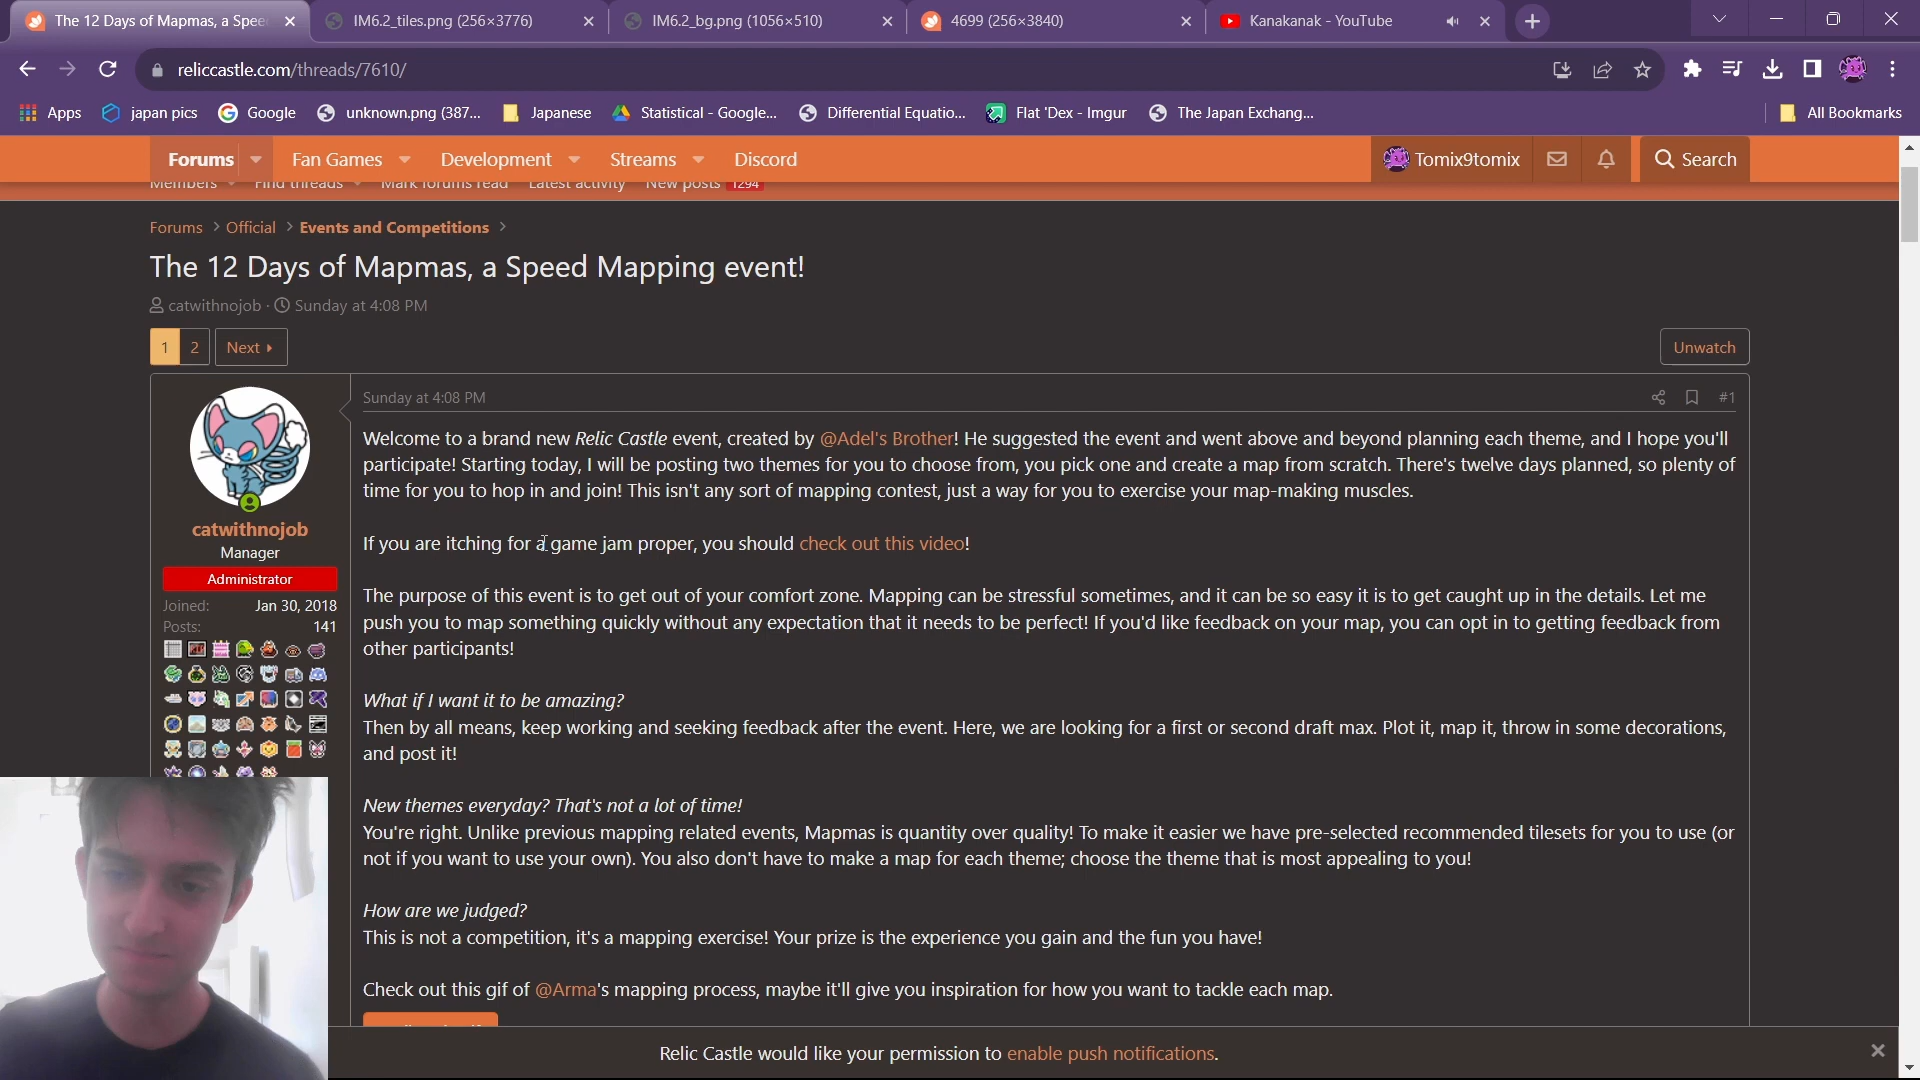 The 12 Days of Mapmas, a Spee
IM6.2_tiles.png (256×3776)
IM6.2_bg.png (1056×510)
4699 (256×3840)
Kanakanak - YouTube
reliccastle.com/threads/7610/
Apps
japan pics
Google
unknown.png (387...
Japanese
Statistical - Google...
Differential Equatio...
Flat 'Dex - Imgur
The Japan Exchang...
All Bookmarks
Forums
Fan Games
Development
Streams
Discord
Tomix9tomix
Search
Members
Find threads
Mark forums read
Latest activity
New posts
1294
Forums
Official
Events and Competitions
The 12 Days of Mapmas, a Speed Mapping event!
catwithnojob · Sunday at 4:08 PM
1
2
Next
Unwatch
catwithnojob
Manager
Administrator
Joined: Jan 30, 2018
Posts: 141
Sunday at 4:08 PM
#1
Welcome to a brand new Relic Castle event, created by @Adel's Brother! He suggested the event and went above and beyond planning each theme, and I hope you'll
participate! Starting today, I will be posting two themes for you to choose from, you pick one and create a map from scratch. There's twelve days planned, so plenty of
time for you to hop in and join! This isn't any sort of mapping contest, just a way for you to exercise your map-making muscles.
If you are itching for a game jam proper, you should check out this video!
The purpose of this event is to get out of your comfort zone. Mapping can be stressful sometimes, and it can be so easy it is to get caught up in the details. Let me
push you to map something quickly without any expectation that it needs to be perfect! If you'd like feedback on your map, you can opt in to getting feedback from
other participants!
What if I want it to be amazing?
Then by all means, keep working and seeking feedback after the event. Here, we are looking for a first or second draft max. Plot it, map it, throw in some decorations,
and post it!
New themes everyday? That's not a lot of time!
You're right. Unlike previous mapping related events, Mapmas is quantity over quality! To make it easier we have pre-selected recommended tilesets for you to use (or
not if you want to use your own). You also don't have to make a map for each theme; choose the theme that is most appealing to you!
How are we judged?
This is not a competition, it's a mapping exercise! Your prize is the experience you gain and the fun you have!
Check out this gif of @Arma's mapping process, maybe it'll give you inspiration for how you want to tackle each map.
Relic Castle would like your permission to enable push notifications.